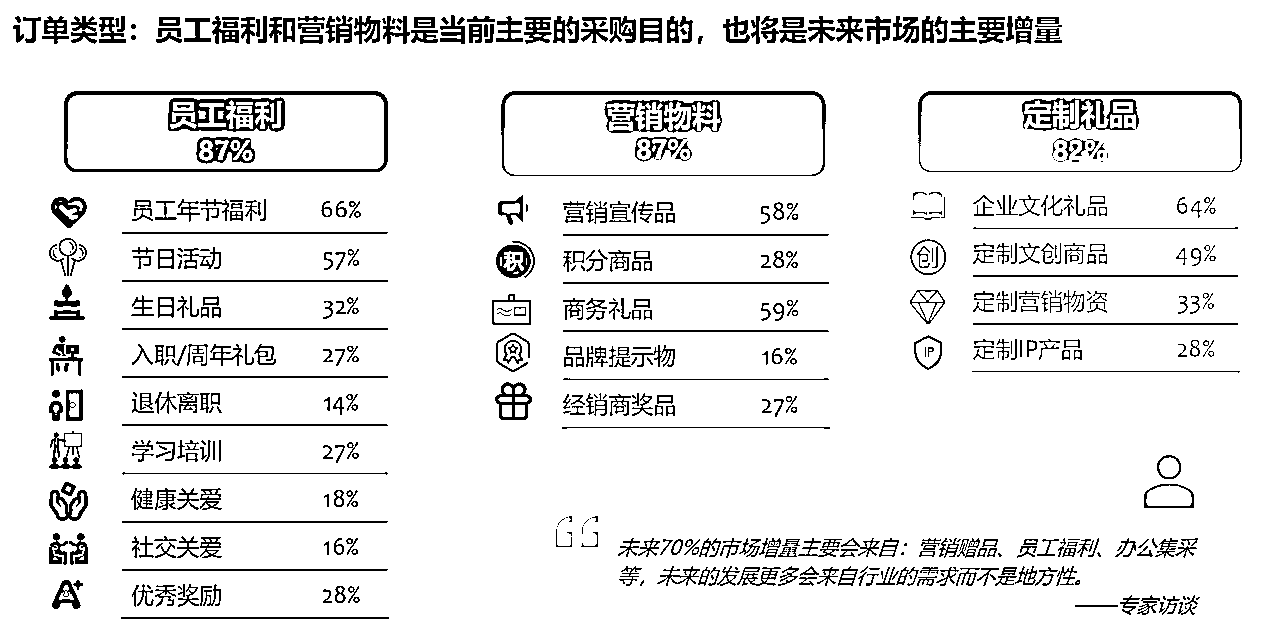 订单类型：员工福利和营销物料是当前主要的采购目的，也将是未来市场的主要增量
员工福利
87%
员工年节福利 66%
节日活动 57%
生日礼品 32%
入职/周年礼包 27%
退休离职 14%
学习培训 27%
健康关爱 18%
社交关爱 16%
A+ 优秀奖励 28%
营销物料
87%
营销宣传品 58%
积 积分商品 28%
商务礼品 59%
品牌提示物 16%
经销商奖品 27%
定制礼品
82%
企业文化礼品 64%
创 定制文创商品 49%
定制营销物资 33%
IP 定制IP产品 28%
未来70%的市场增量主要会来自：营销赠品、员工福利、办公集采
等，未来的发展更多会来自行业的需求而不是地方性。
——专家访谈